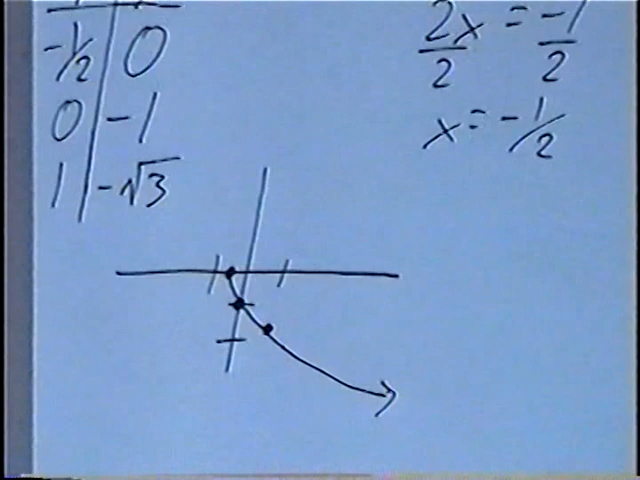 -1/2 | 0
0 | -1
1 | -√3
2x/2 = -1/2
x = -1/2